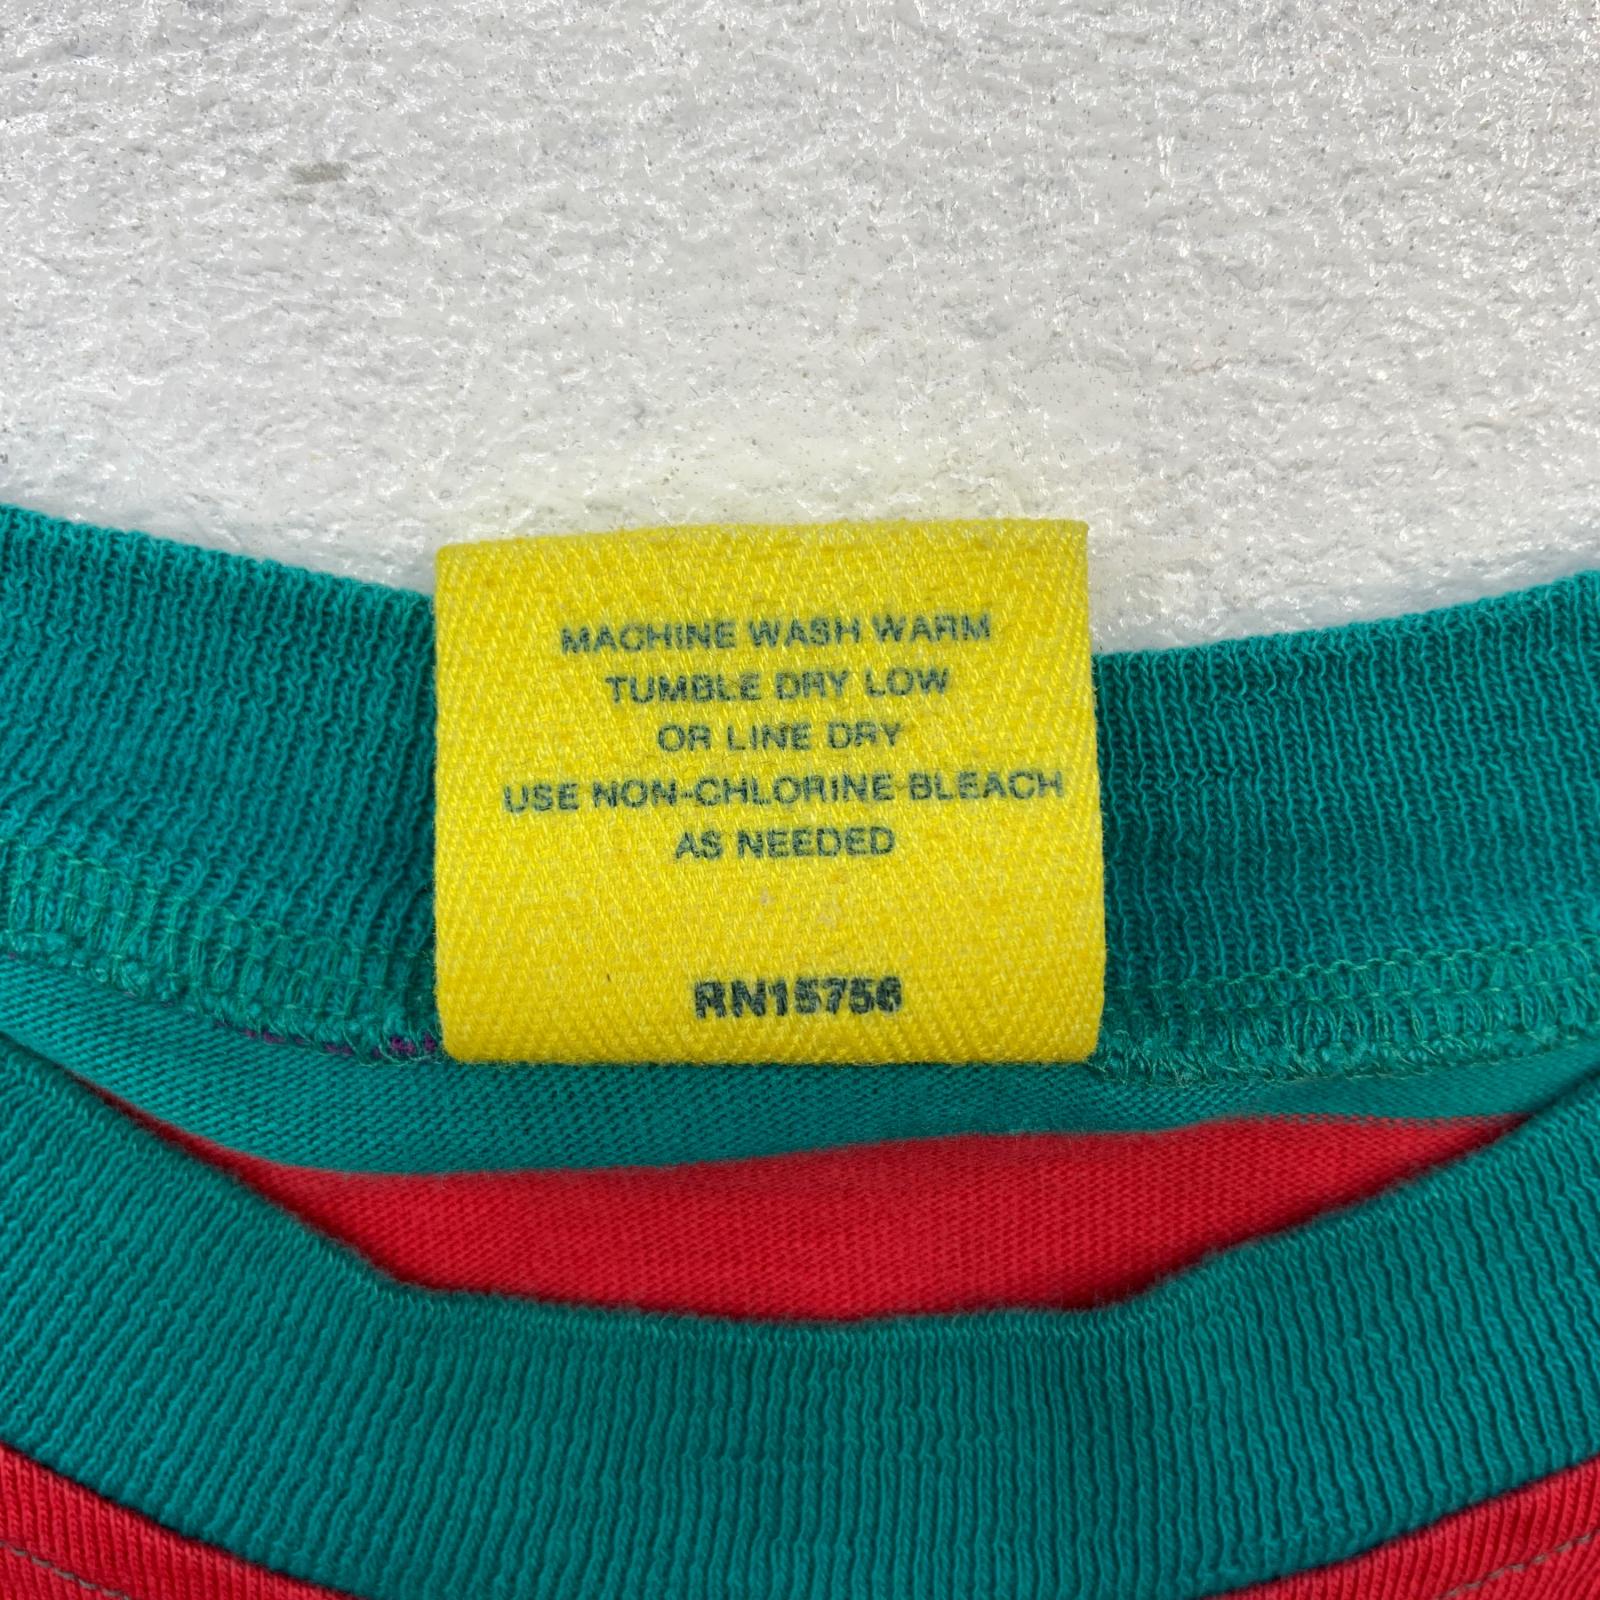 MACHINE WASH WARM
TUMBLE DRY LOW
OR LINE DRY
USE NON-CHLORINE BLEACH
AS NEEDED
RN15756